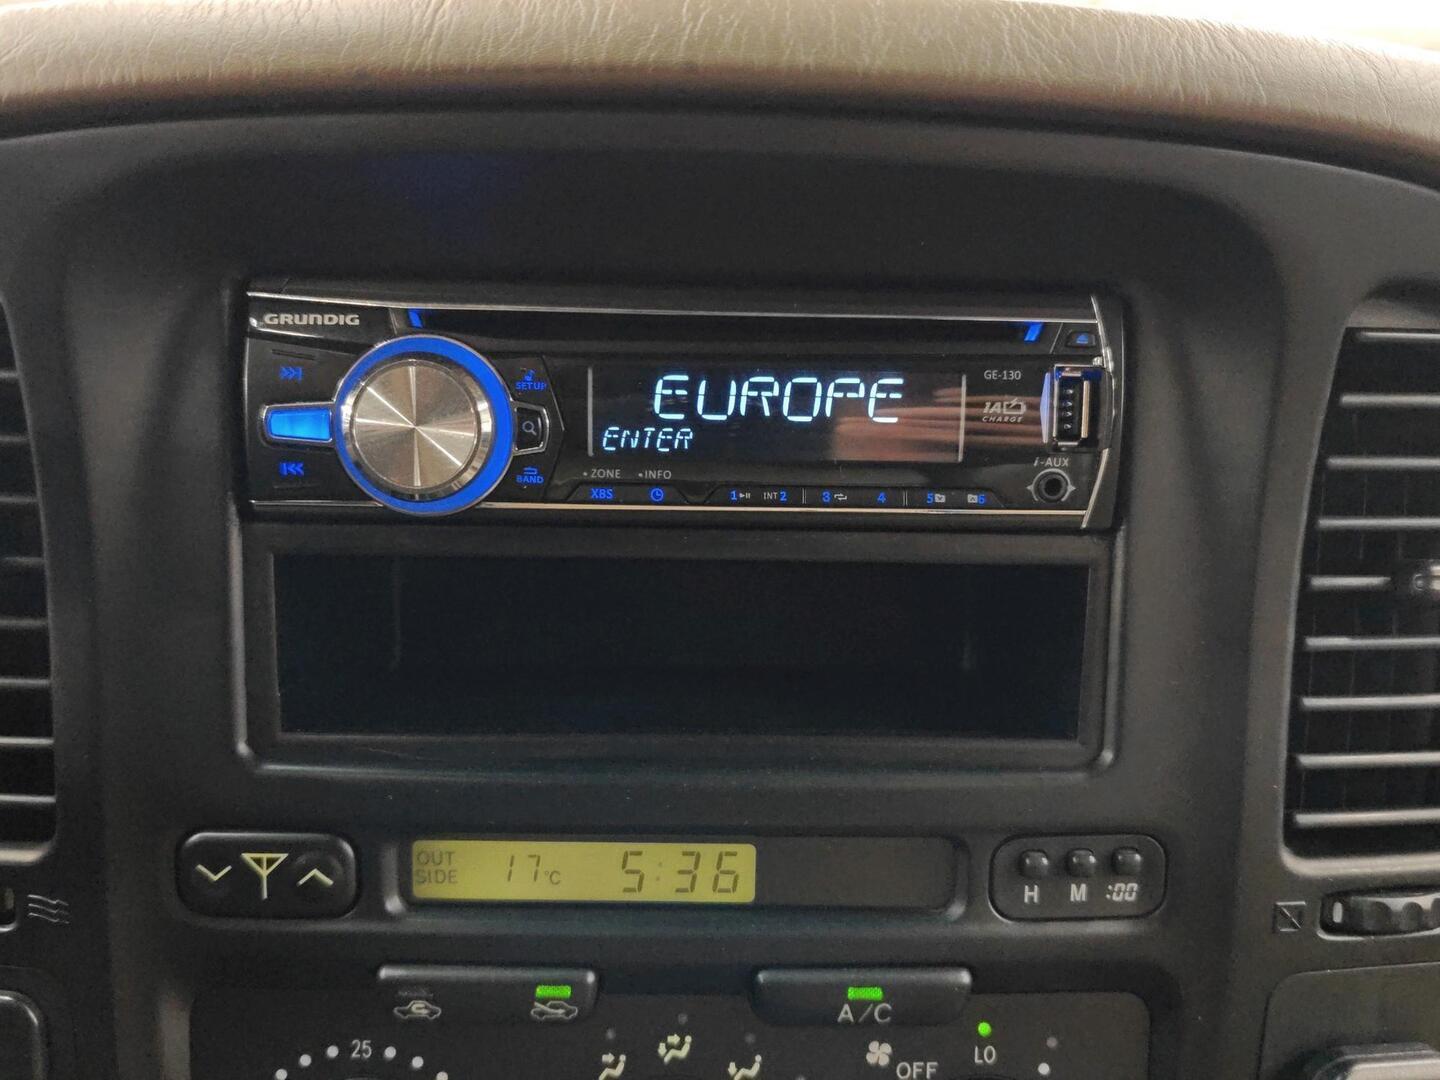 GRUNDIG
SETUP
EUROPE
ENTER
GE-130
1A
CHARGE
BAND
• ZONE • INFO
i-AUX
XBS 1 INT 2 3 4 5 6
OUT SIDE 17°C 5:36
H M :00
A/C
25
OFF
LO